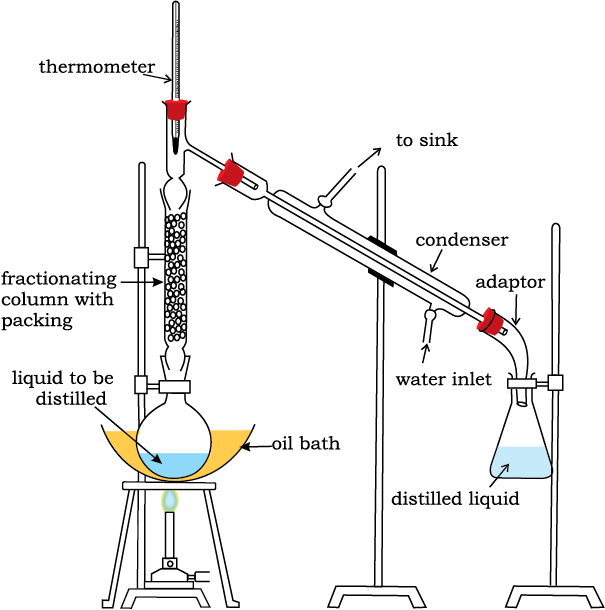 thermometer
to sink
condenser
adaptor
fractionating
column with
packing
water inlet
liquid to be
distilled
oil bath
distilled liquid